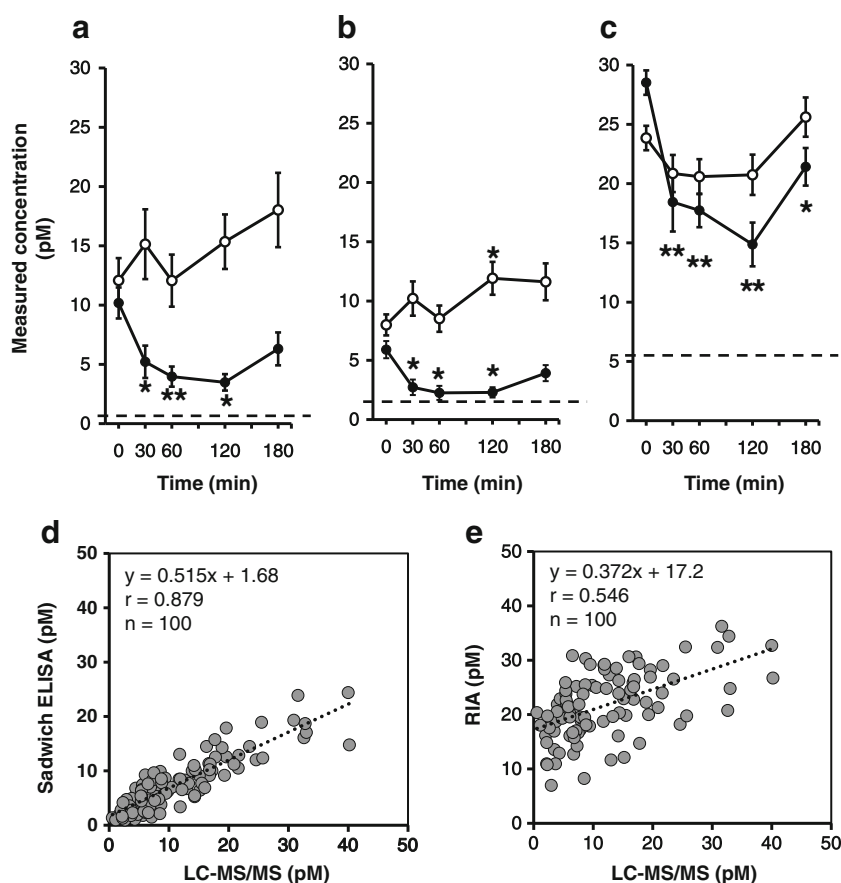 a
b
c
Measured concentration
(pM)
30
25
20
15
10
5
0
30
25
20
15
10
5
0
30
25
20
15
10
5
0
*
**
*
*
*
*
*
**
**
**
*
0 30 60 120 180
0 30 60 120 180
0 30 60 120 180
Time (min)
Time (min)
Time (min)
d
Sadwich ELISA (pM)
50
40
30
20
10
0
y = 0.515x + 1.68
r = 0.879
n = 100
0 10 20 30 40 50
LC-MS/MS (pM)
e
RIA (pM)
50
40
30
20
10
0
y = 0.372x + 17.2
r = 0.546
n = 100
0 10 20 30 40 50
LC-MS/MS (pM)